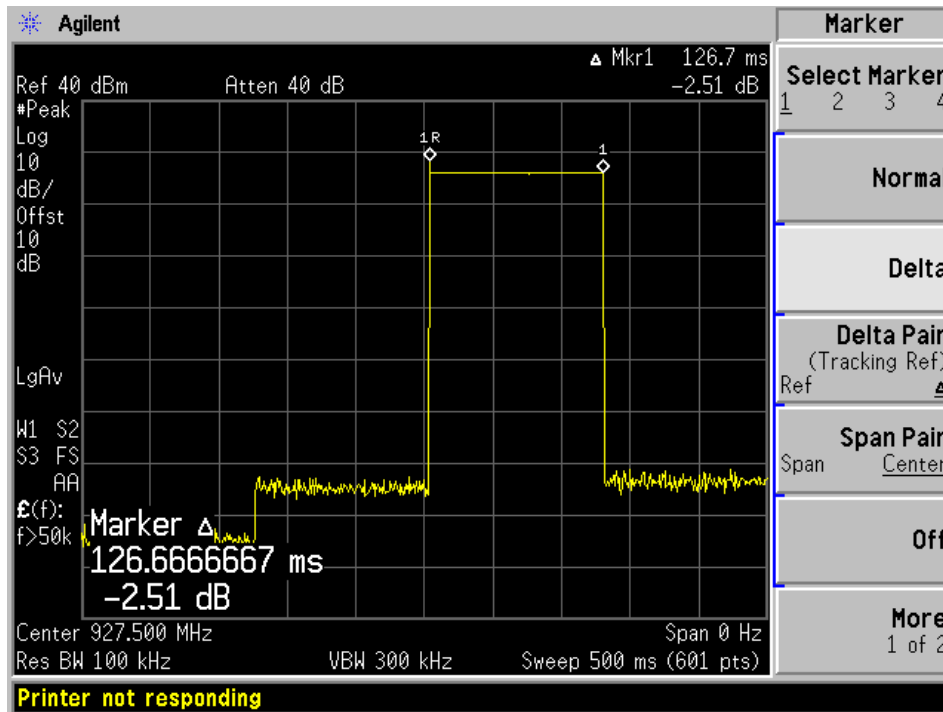 Agilent
Marker
Δ Mkr1 126.7 ms
Ref 40 dBm Atten 40 dB -2.51 dB
#Peak
Log
10
dB/
Offst
10
dB
1R
1
LgAv
W1 S2
S3 FS
AA
£(f):
f>50k
Marker Δ
126.6666667 ms
-2.51 dB
Center 927.500 MHz Span 0 Hz
Res BW 100 kHz VBW 300 kHz Sweep 500 ms (601 pts)
Printer not responding
Select Marker
1 2 3 4
Normal
Delta
Delta Pair
(Tracking Ref)
Ref Δ
Span Pair
Span Center
Off
More
1 of 2